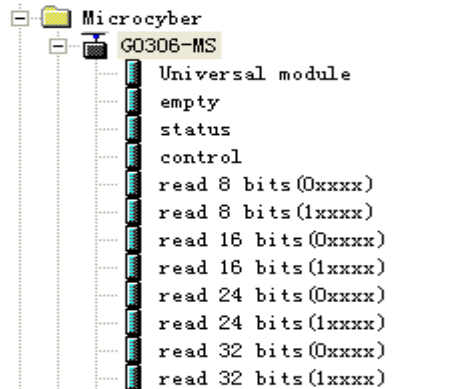 Microcyber
G0306-MS
Universal module
empty
status
control
read 8 bits(0xxxx)
read 8 bits(1xxxx)
read 16 bits(0xxxx)
read 16 bits(1xxxx)
read 24 bits(0xxxx)
read 24 bits(1xxxx)
read 32 bits(0xxxx)
read 32 bits(1xxxx)